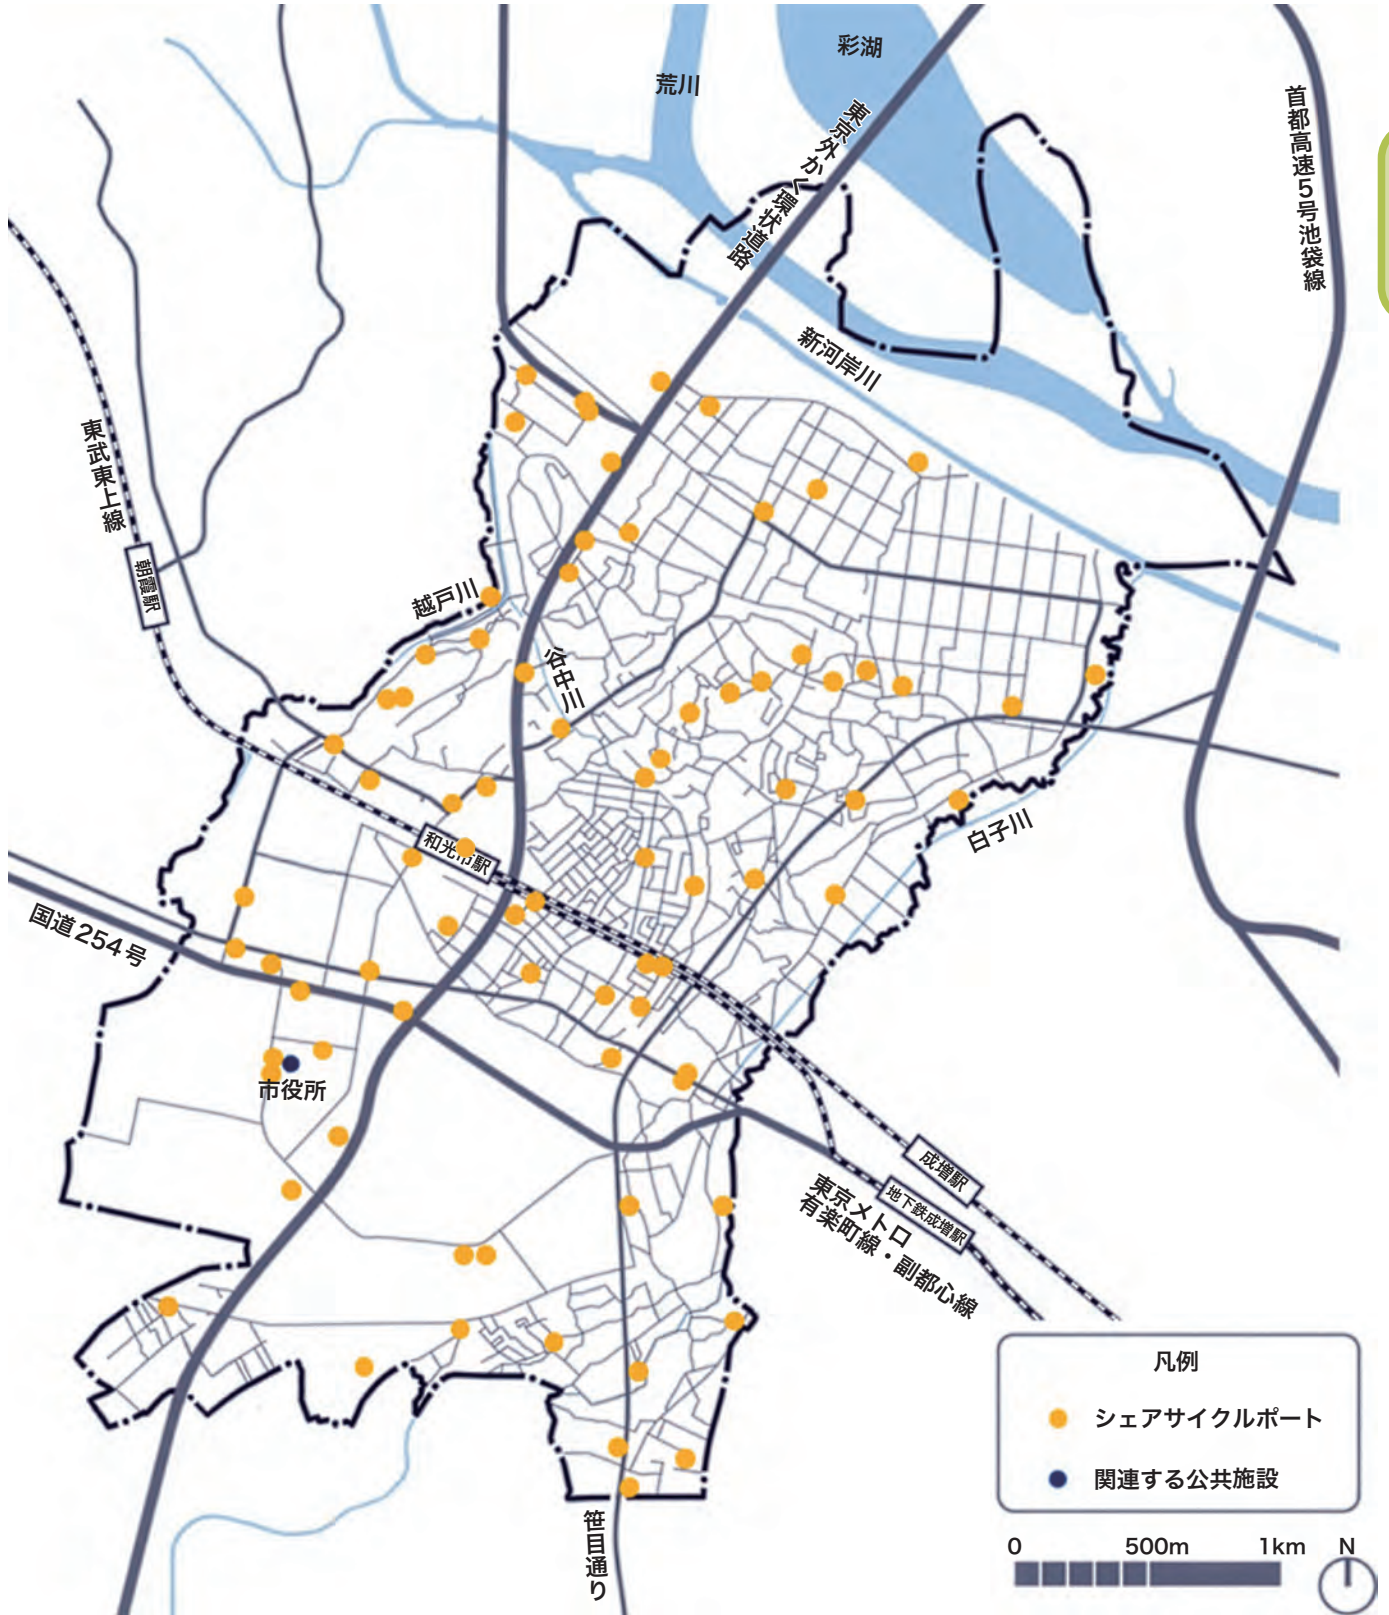 彩湖
荒川
東京外かく環状道路
首都高速5号池袋線
新河岸川
東武東上線
朝霞駅
越戸川
谷中川
白子川
和光市駅
国道254号
市役所
成増駅
地下鉄成増駅
東京メトロ
有楽町線・副都心線
笹目通り
凡例
シェアサイクルポート
関連する公共施設
0 500m 1km N